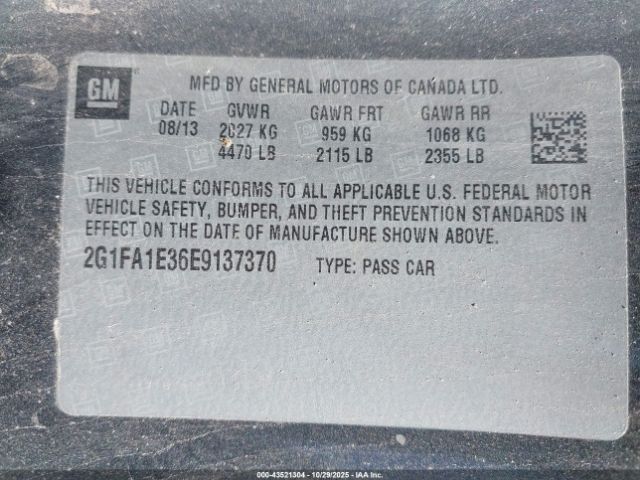 GM
MFD BY GENERAL MOTORS OF CANADA LTD.
DATE GVWR GAWR FRT GAWR RR
08/13 2027 KG 959 KG 1068 KG
4470 LB 2115 LB 2355 LB
THIS VEHICLE CONFORMS TO ALL APPLICABLE U.S. FEDERAL MOTOR
VEHICLE SAFETY, BUMPER, AND THEFT PREVENTION STANDARDS IN
EFFECT ON THE DATE OF MANUFACTURE SHOWN ABOVE.
2G1FA1E36E9137370 TYPE: PASS CAR
000-43521304 | 10/29/2025 - IAAI.COM